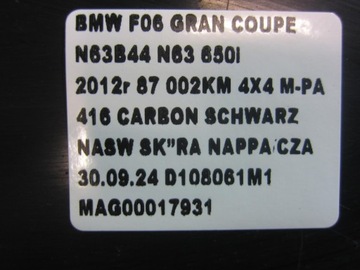 BMW F06 GRAN COUPE
N63B44 N63 650I
2012r 87 002KM 4X4 M-PA
416 CARBON SCHWARZ
NASW SK"RA NAPPA CZA
30.09.24 D108061M1
MAG00017931